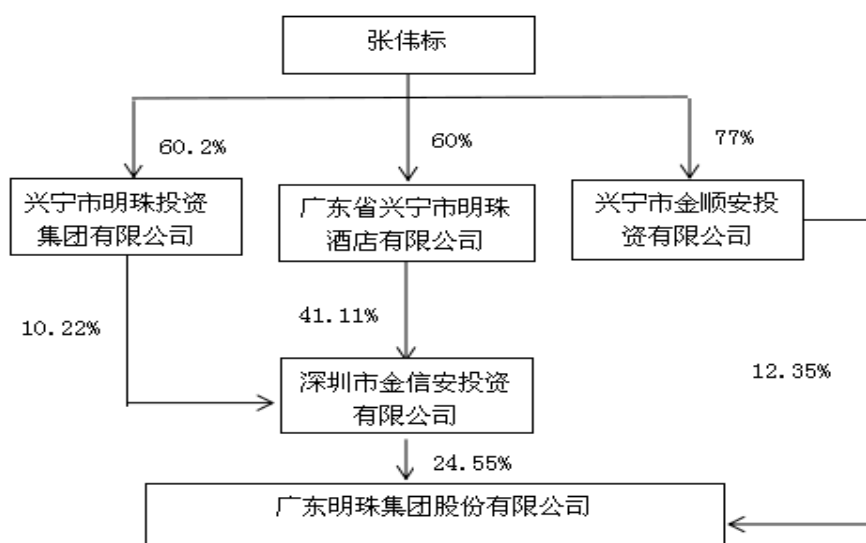 张伟标
60.2%
60%
77%
兴宁市明珠投资
集团有限公司
广东省兴宁市明珠
酒店有限公司
兴宁市金顺安投
资有限公司
10.22%
41.11%
12.35%
深圳市金信安投资
有限公司
24.55%
广东明珠集团股份有限公司